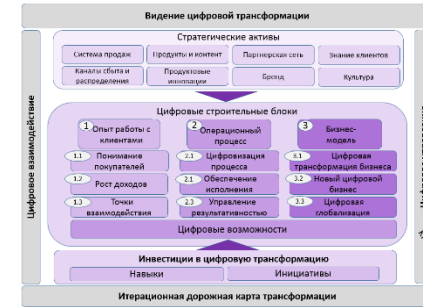 Видение цифровой трансформации
Цифровое взаимодействие
Стратегические активы
Система продаж
Продукты и контент
Партнерская сеть
Знание клиентов
Каналы сбыта и
распределения
Продуктовые
инновации
Бренд
Культура
Цифровые строительные блоки
1 Опыт работы с
клиентами
2 Операционный
процесс
3 Бизнес-
модель
1.1 Понимание
покупателей
2.1 Цифровизация
процесса
3.1 Цифровая
трансформация бизнеса
1.2 Рост доходов
2.1 Обеспечение
исполнения
3.2 Новый цифровой
бизнес
1.3 Точки
взаимодействия
2.3 Управление
результативностью
3.3 Цифровая
глобализация
Цифровые возможности
Инвестиции в цифровую трансформацию
Навыки
Инициативы
Итерационная дорожная карта трансформации